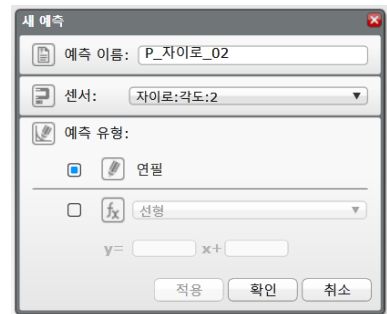 새 예측
예측 이름: P_자이로_02
센서: 자이로:각도:2
예측 유형:
연필
fx 선형
y= x+
적용 확인 취소